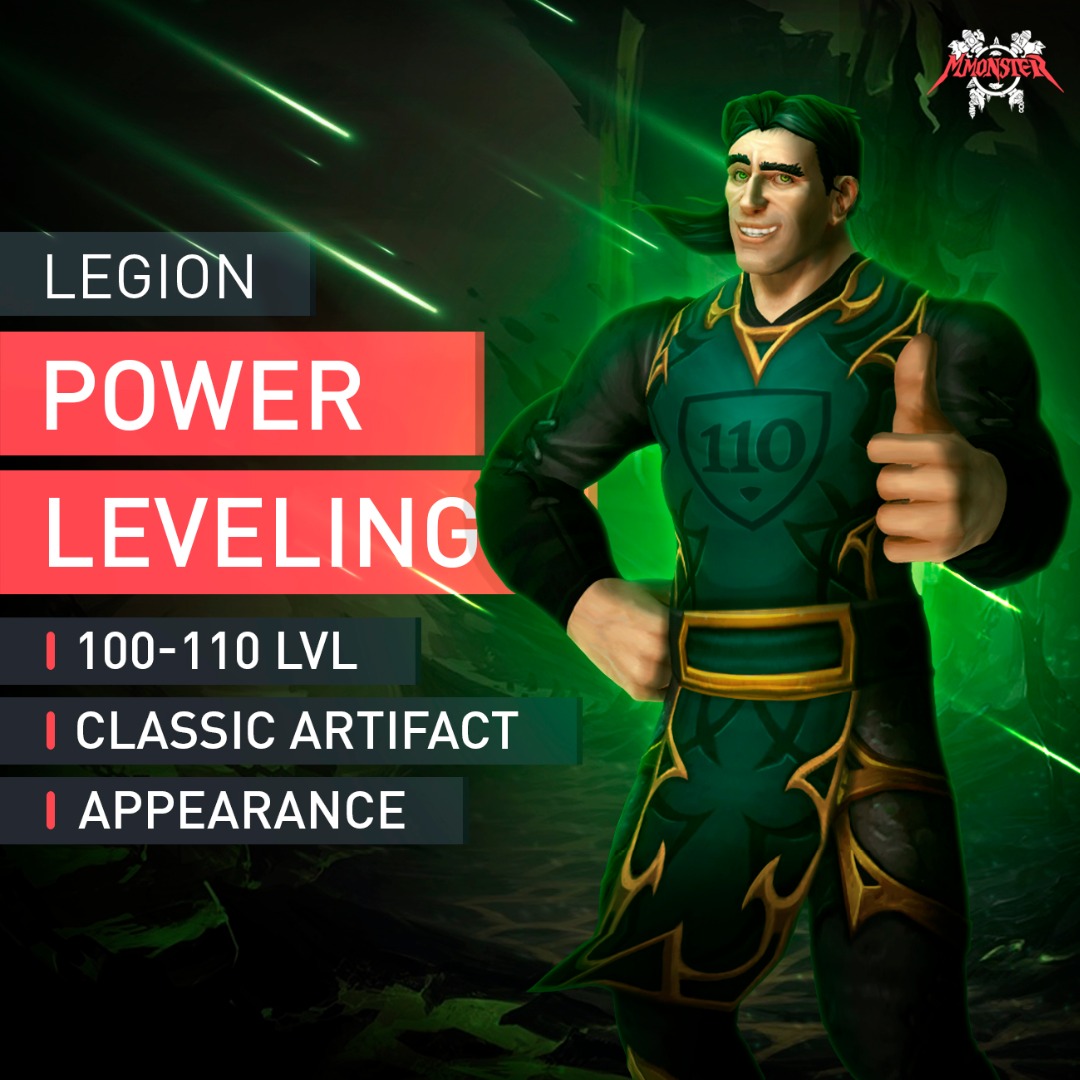 MMONSTER
LEGION
POWER
LEVELING
100-110 LVL
CLASSIC ARTIFACT
APPEARANCE
110